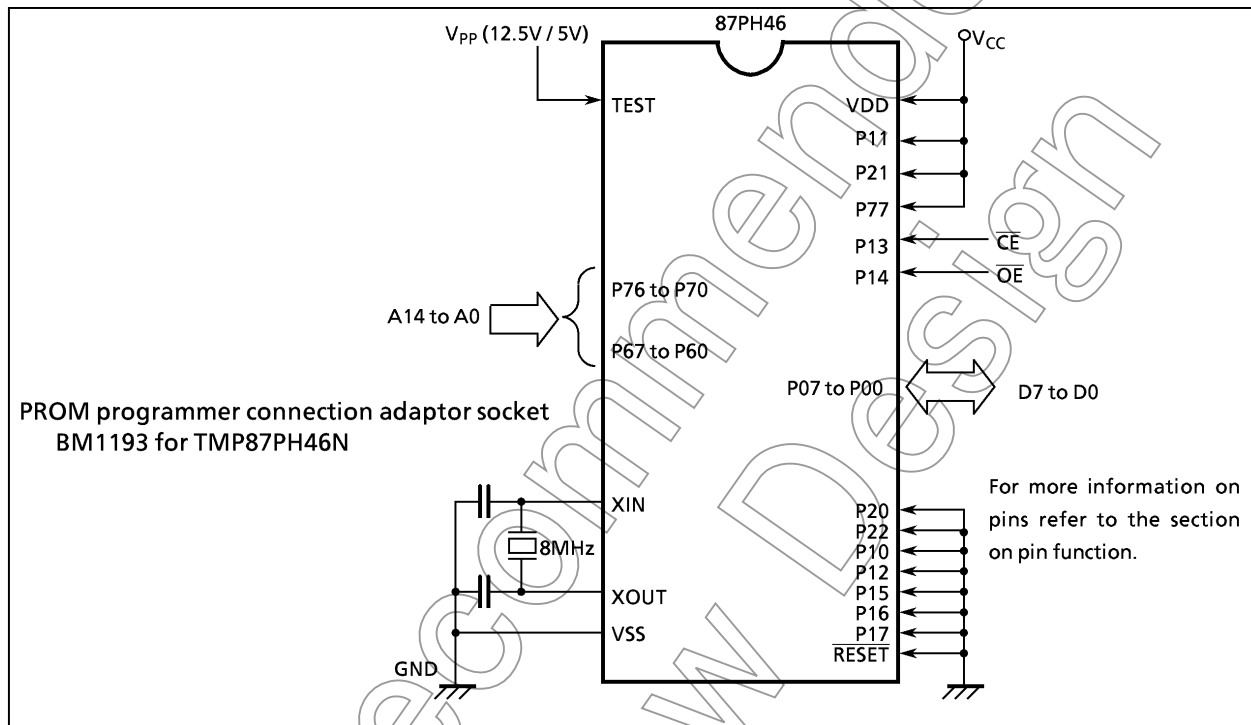 87PH46
VPP (12.5V / 5V)
VCC
TEST
VDD
P11
P21
P77
P13
CE
P14
OE
P76 to P70
A14 to A0
P67 to P60
P07 to P00
D7 to D0
PROM programmer connection adaptor socket
BM1193 for TMP87PH46N
XIN
8MHz
XOUT
VSS
GND
P20
P22
P10
P12
P15
P16
P17
RESET
For more information on
pins refer to the section
on pin function.
ecommend
w Design